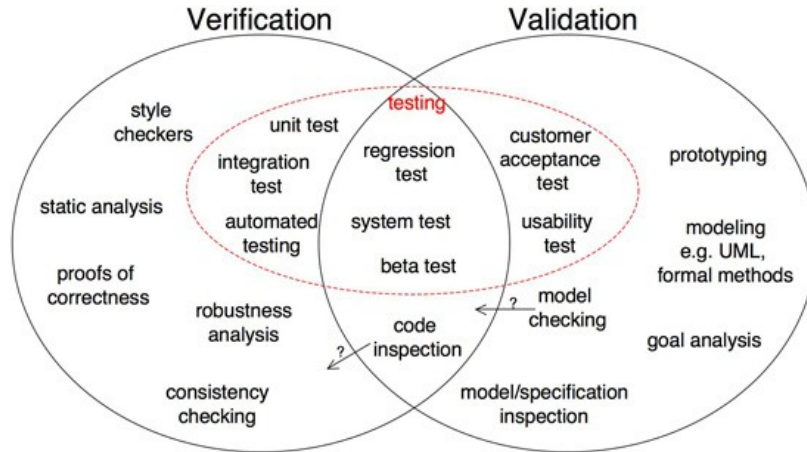 Verification
Validation
testing
style
checkers
unit test
integration
test
automated
testing
static analysis
proofs of
correctness
robustness
analysis
consistency
checking
regression
test
system test
beta test
code
inspection
?
?
customer
acceptance
test
usability
test
model
checking
model/specification
inspection
prototyping
modeling
e.g. UML,
formal methods
goal analysis